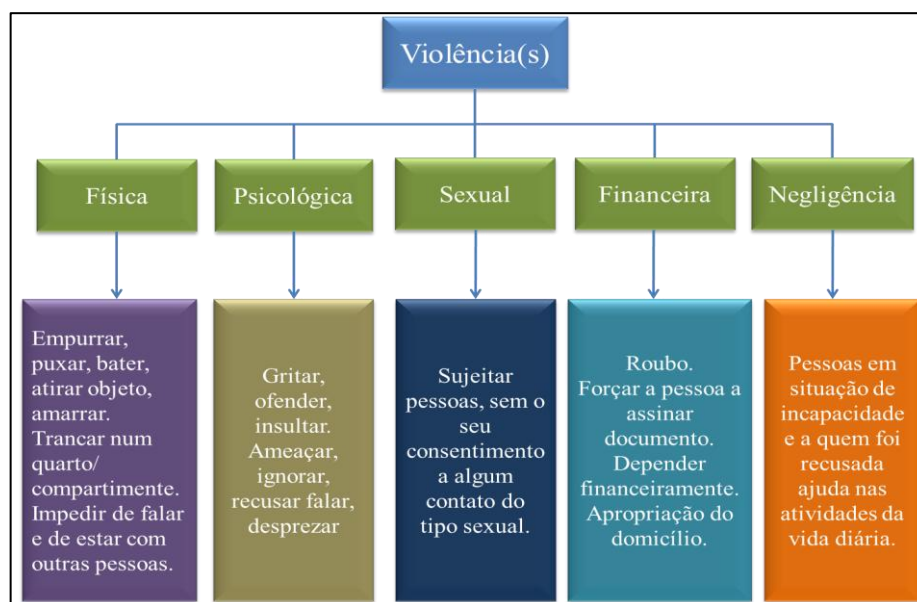 Violência(s)
Física
Psicológica
Sexual
Financeira
Negligência
Empurrar,
puxar, bater,
atirar objeto,
amarrar.
Trancar num
quarto/
compartimente.
Impedir de falar
e de estar com
outras pessoas.
Gritar,
ofender,
insultar.
Ameaçar,
ignorar,
recusar falar,
desprezar
Sujeitar
pessoas, sem o
seu
consentimento
a algum
contato do
tipo sexual.
Roubo.
Forçar a pessoa a
assinar
documento.
Depender
financeiramente.
Apropriação do
domicílio.
Pessoas em
situação de
incapacidade
e a quem foi
recusada
ajuda nas
atividades da
vida diária.